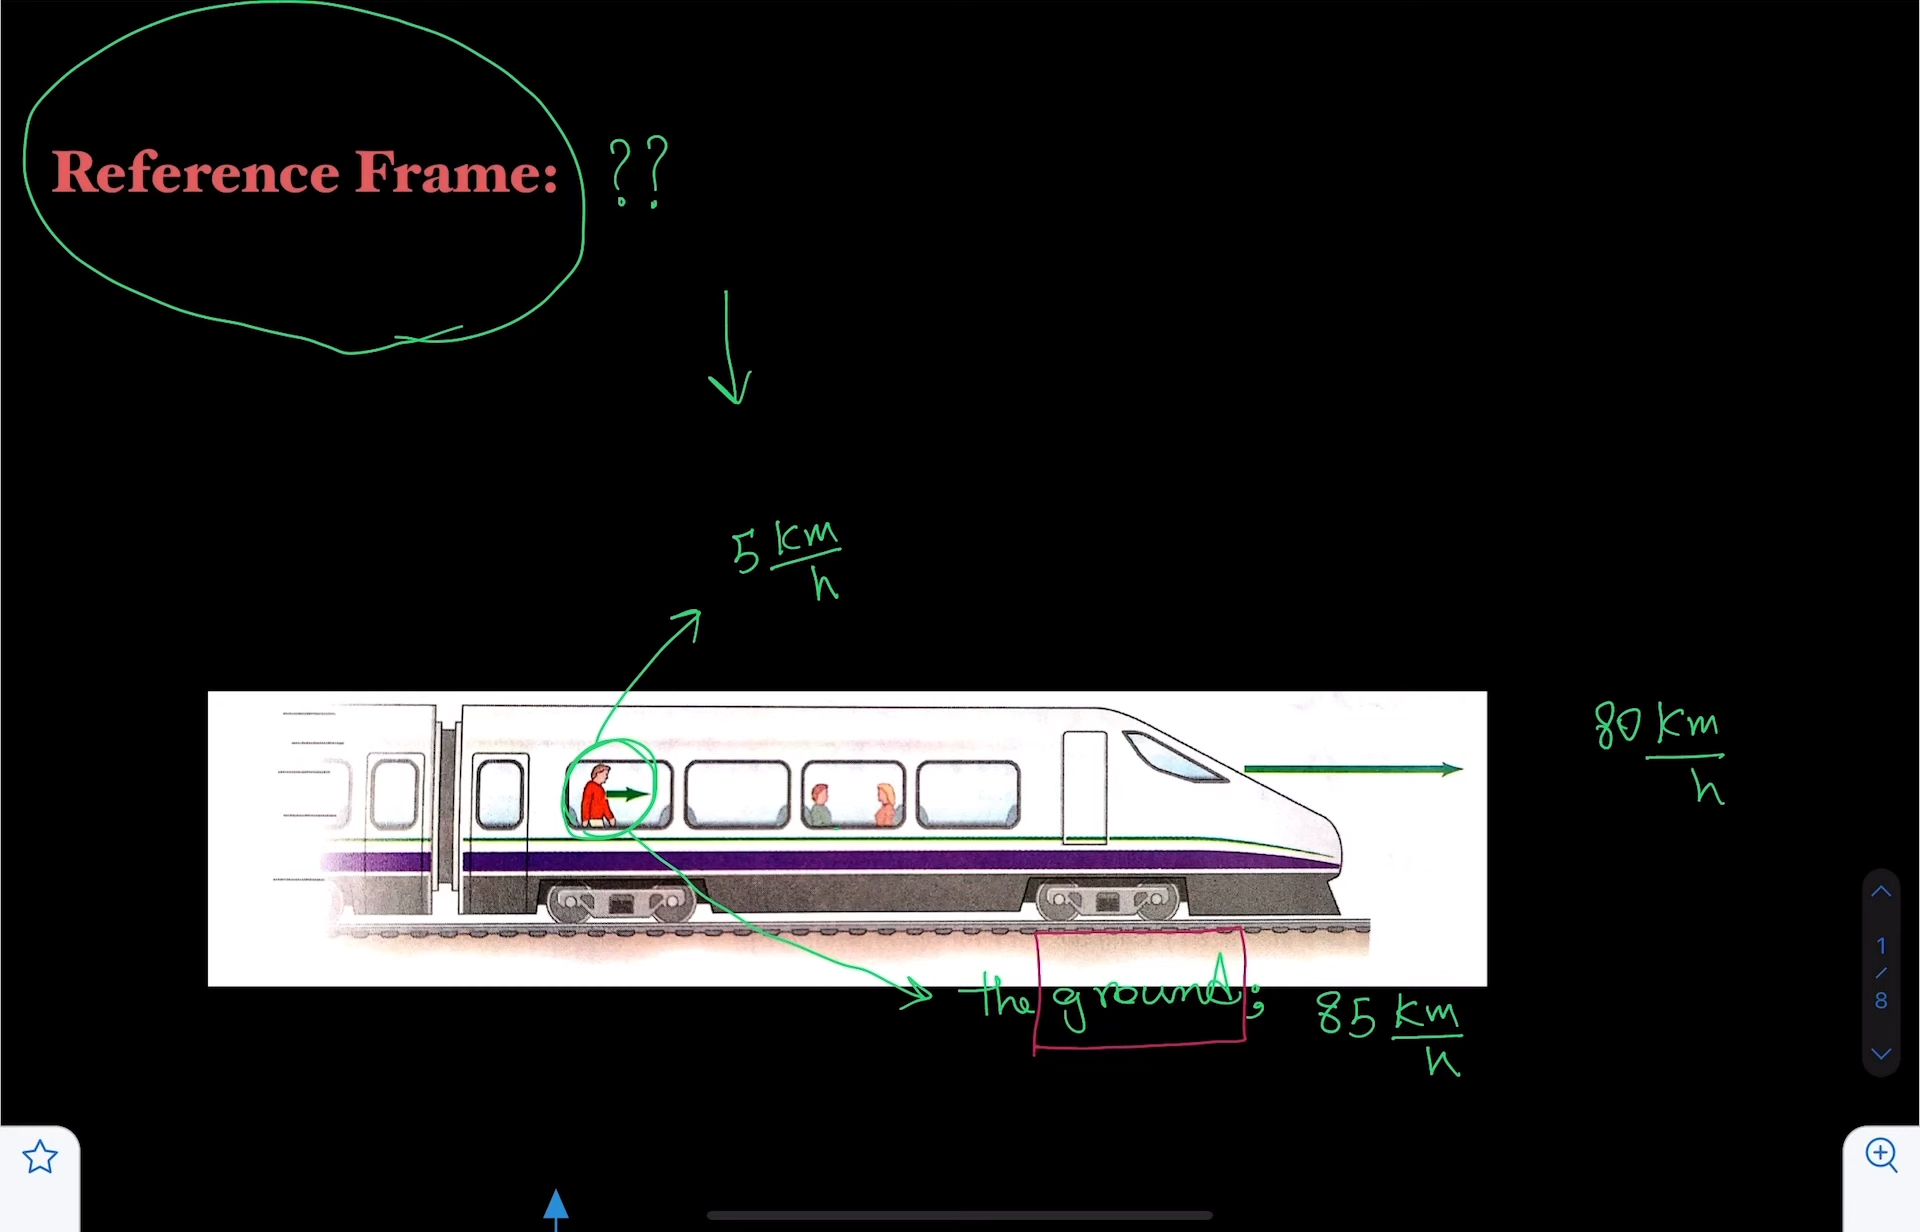 Reference Frame: ??
5 km/h
80 km/h
the ground; 85 km/h
1
/
8